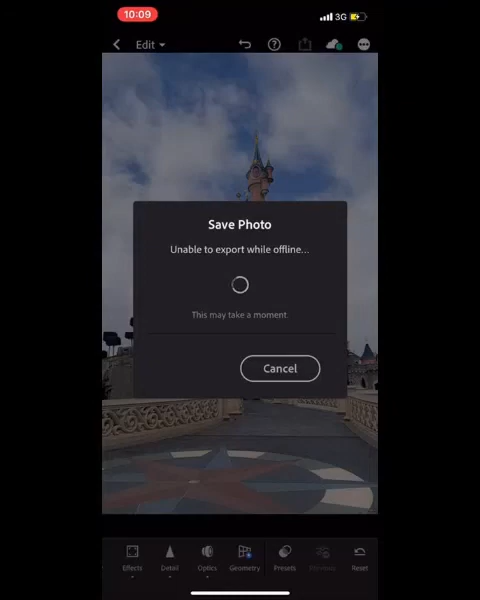 10:09
3G
Edit
Save Photo
Unable to export while offline...
This may take a moment
Cancel
Effects
Detail
Optics
Geometry
Presets
Previous
Reset